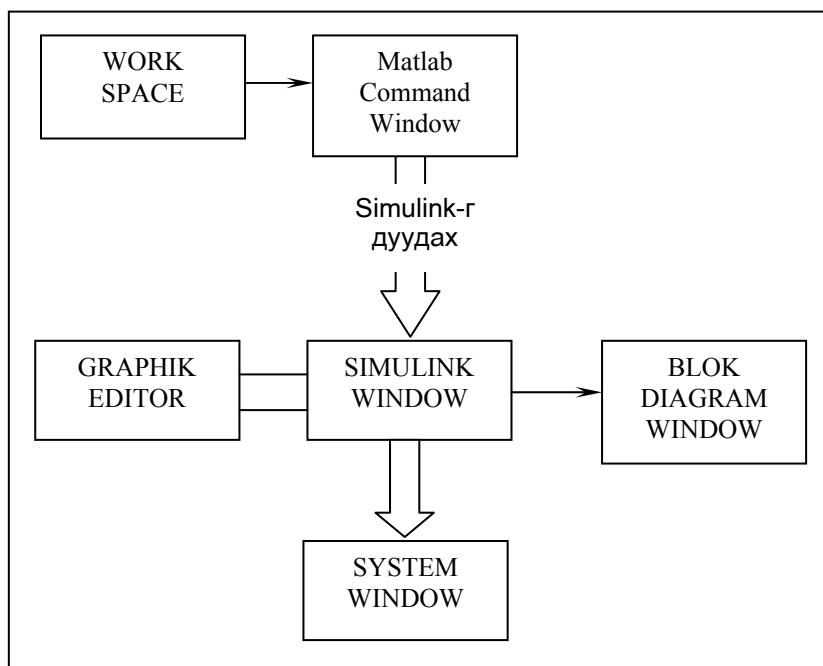 WORK
SPACE
Matlab
Command
Window
Simulink-г
дуудах
GRAPHIK
EDITOR
SIMULINK
WINDOW
BLOK
DIAGRAM
WINDOW
SYSTEM
WINDOW